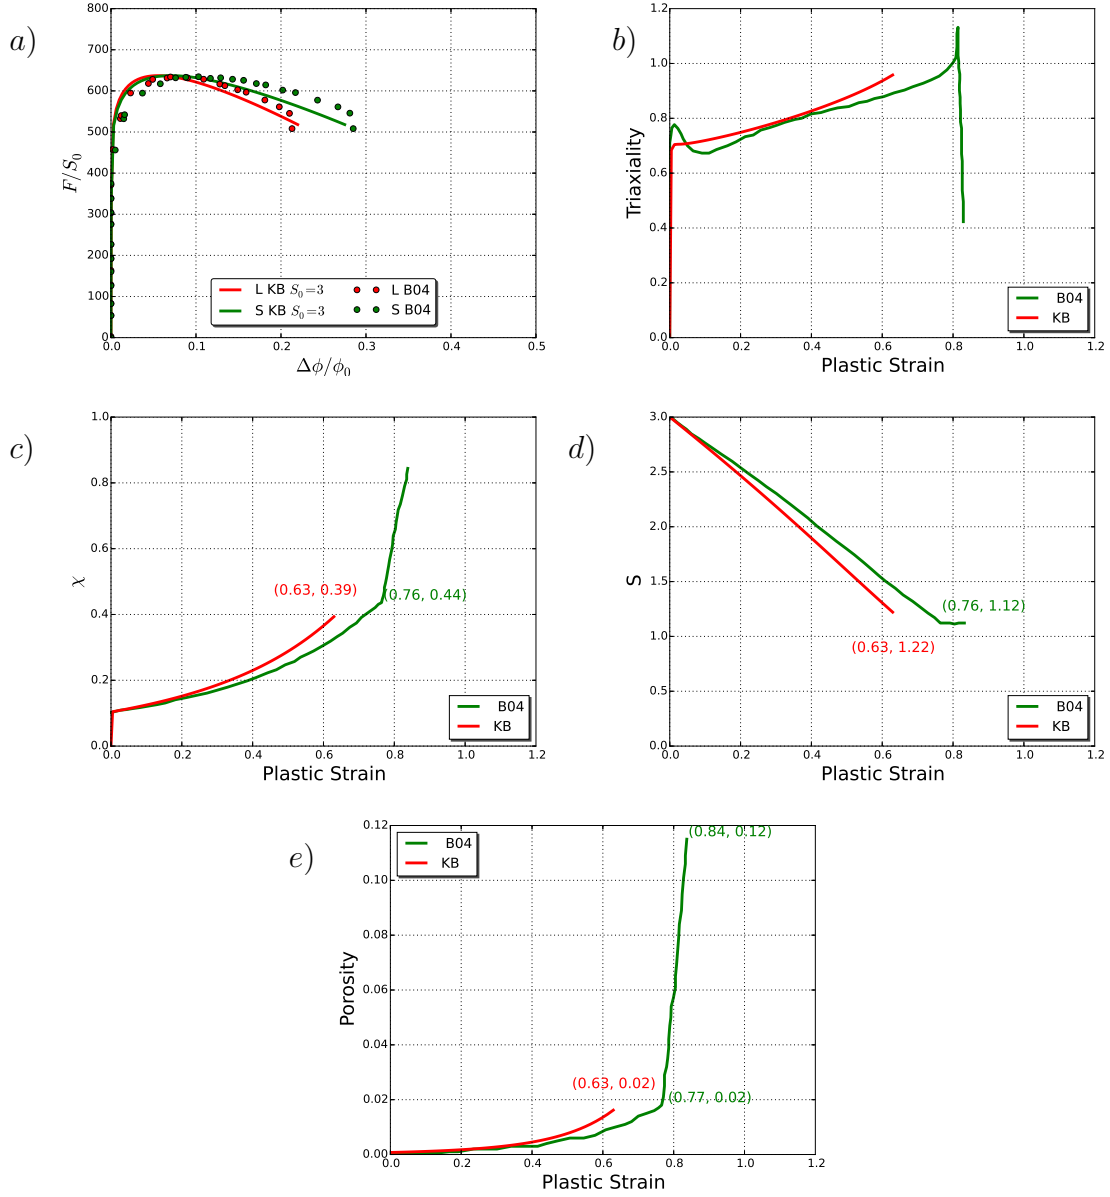 a)
800
700
600
500
400
300
200
100
0
F/S₀
0.0 0.1 0.2 0.3 0.4 0.5
Δϕ/ϕ₀
L KB S₀=3
S KB S₀=3
L B04
S B04
b)
1.2
1.0
0.8
0.6
0.4
0.2
0.0
Triaxiality
0.0 0.2 0.4 0.6 0.8 1.0 1.2
Plastic Strain
B04
KB
c)
1.0
0.8
0.6
0.4
0.2
0.0
χ
(0.63, 0.39)
(0.76, 0.44)
B04
KB
0.0 0.2 0.4 0.6 0.8 1.0 1.2
Plastic Strain
d)
3.0
2.5
2.0
1.5
1.0
0.5
0.0
S
(0.76, 1.12)
(0.63, 1.22)
B04
KB
0.0 0.2 0.4 0.6 0.8 1.0 1.2
Plastic Strain
e)
0.12
0.10
0.08
0.06
0.04
0.02
0.00
Porosity
B04
KB
(0.84, 0.12)
(0.63, 0.02)
(0.77, 0.02)
0.0 0.2 0.4 0.6 0.8 1.0 1.2
Plastic Strain